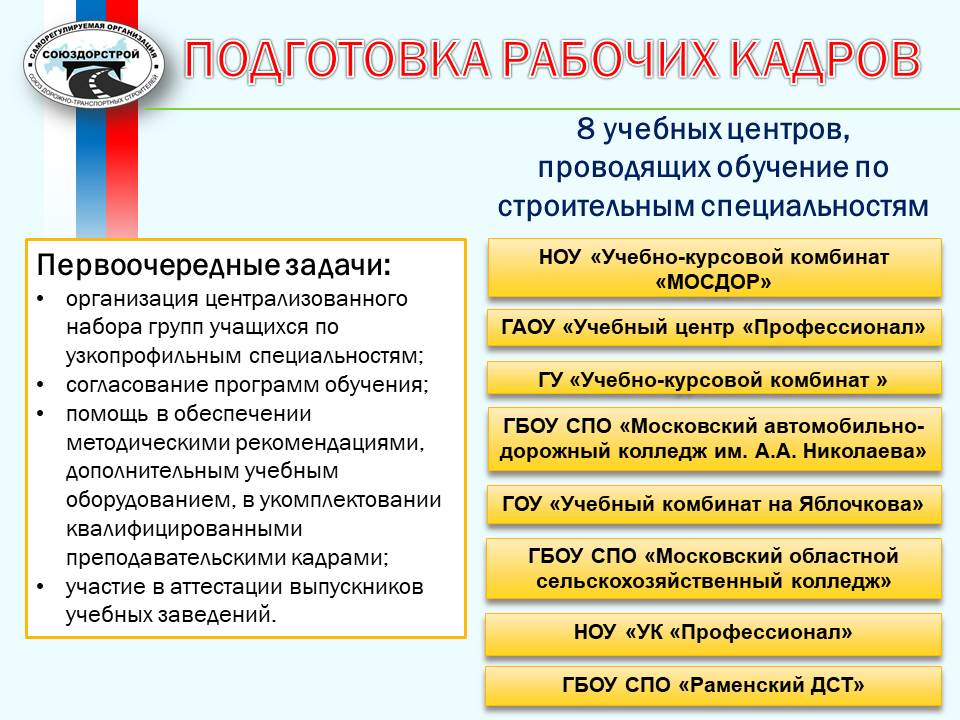 САМОРЕГУЛИРУЕМАЯ ОРГАНИЗАЦИЯ
СОЮЗДОРСТРОЙ
СОЮЗ ДОРОЖНО-ТРАНСПОРТНЫХ СТРОИТЕЛЕЙ
ПОДГОТОВКА РАБОЧИХ КАДРОВ
8 учебных центров,
проводящих обучение по
строительным специальностям
Первоочередные задачи:
• организация централизованного
набора групп учащихся по
узкопрофильным специальностям;
• согласование программ обучения;
• помощь в обеспечении
методическими рекомендациями,
дополнительным учебным
оборудованием, в укомплектовании
квалифицированными
преподавательскими кадрами;
• участие в аттестации выпускников
учебных заведений.
НОУ «Учебно-курсовой комбинат
«МОСДОР»
ГАОУ «Учебный центр «Профессионал»
ГУ «Учебно-курсовой комбинат »
ГБОУ СПО «Московский автомобильно-
дорожный колледж им. А.А. Николаева»
ГОУ «Учебный комбинат на Яблочкова»
ГБОУ СПО «Московский областной
сельскохозяйственный колледж»
НОУ «УК «Профессионал»
ГБОУ СПО «Раменский ДСТ»